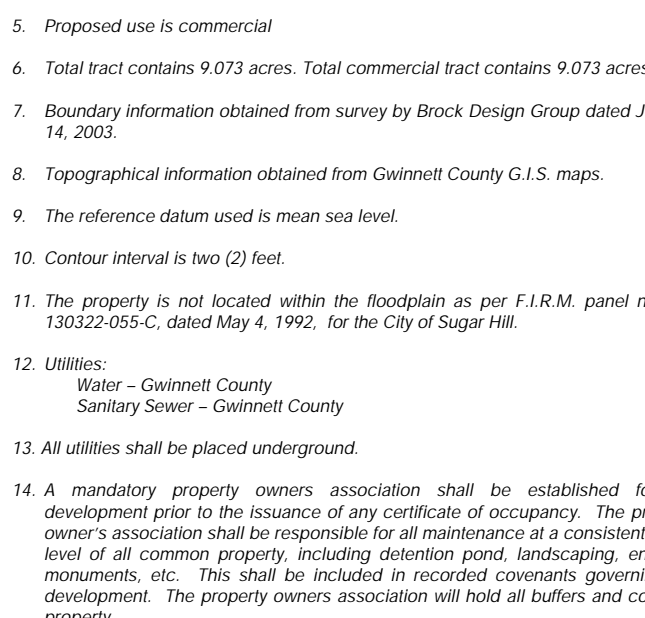 5. Proposed use is commercial
6. Total tract contains 9.073 acres. Total commercial tract contains 9.073 acres
7. Boundary information obtained from survey by Brock Design Group dated
14, 2003.
8. Topographical information obtained from Gwinnett County G.I.S. maps.
9. The reference datum used is mean sea level.
10. Contour interval is two (2) feet.
11. The property is not located within the floodplain as per F.I.R.M. panel
130322-055-C, dated May 4, 1992, for the City of Sugar Hill.
12. Utilities:
Water – Gwinnett County
Sanitary Sewer – Gwinnett County
13. All utilities shall be placed underground.
14. A mandatory property owners association shall be established
development prior to the issuance of any certificate of occupancy. The
owner's association shall be responsible for all maintenance at a consistent
level of all common property, including detention pond, landscaping,
monuments, etc. This shall be included in recorded covenants
development. The property owners association will hold all buffers and
property